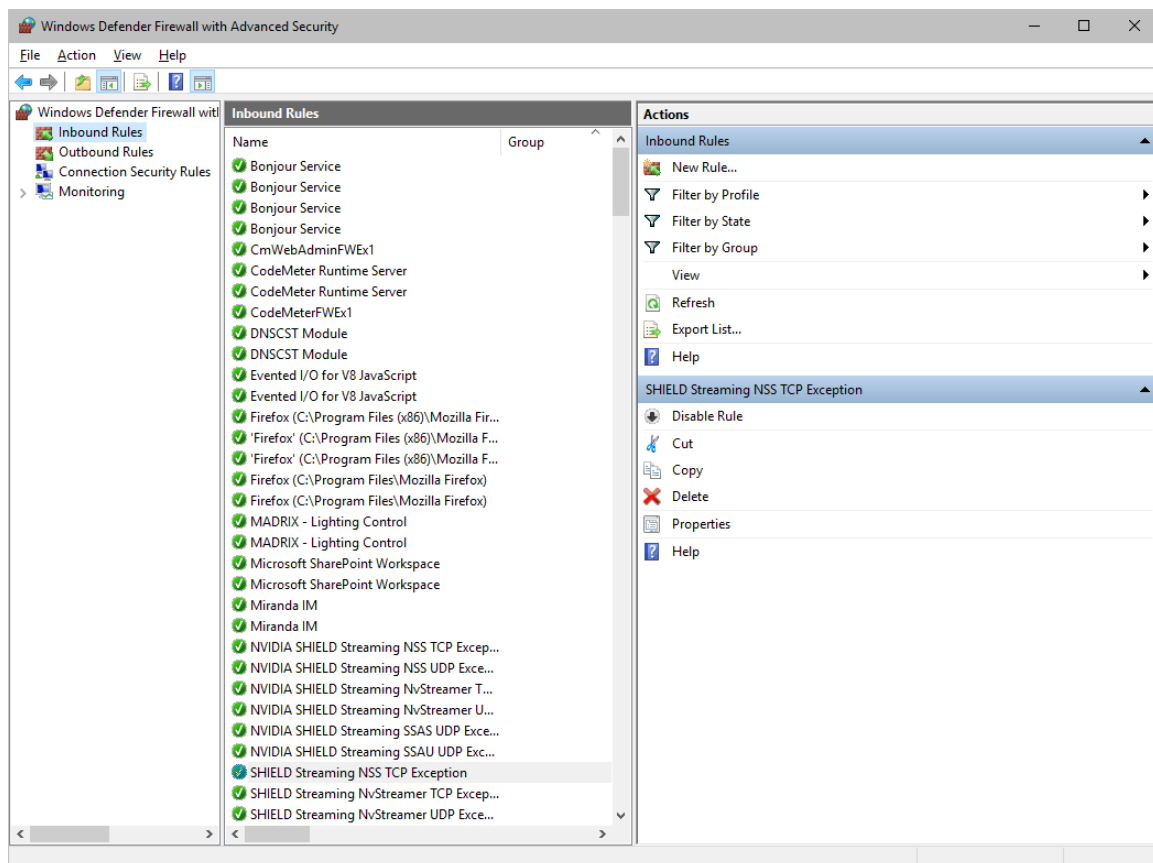 Windows Defender Firewall with Advanced Security
File Action View Help
Windows Defender Firewall witl
Inbound Rules
Outbound Rules
Connection Security Rules
Monitoring
Inbound Rules
Name Group
Bonjour Service
Bonjour Service
Bonjour Service
Bonjour Service
CmWebAdminFWEx1
CodeMeter Runtime Server
CodeMeter Runtime Server
CodeMeterFWEx1
DNSCST Module
DNSCST Module
Evented I/O for V8 JavaScript
Evented I/O for V8 JavaScript
Firefox (C:\Program Files (x86)\Mozilla Fir...
'Firefox' (C:\Program Files (x86)\Mozilla F...
'Firefox' (C:\Program Files (x86)\Mozilla F...
Firefox (C:\Program Files\Mozilla Firefox)
Firefox (C:\Program Files\Mozilla Firefox)
MADRIX - Lighting Control
MADRIX - Lighting Control
Microsoft SharePoint Workspace
Microsoft SharePoint Workspace
Miranda IM
Miranda IM
NVIDIA SHIELD Streaming NSS TCP Excep...
NVIDIA SHIELD Streaming NSS UDP Exce...
NVIDIA SHIELD Streaming NvStreamer T...
NVIDIA SHIELD Streaming NvStreamer U...
NVIDIA SHIELD Streaming SSAS UDP Exce...
NVIDIA SHIELD Streaming SSAU UDP Exc...
SHIELD Streaming NSS TCP Exception
SHIELD Streaming NvStreamer TCP Excep...
SHIELD Streaming NvStreamer UDP Exce...
Actions
Inbound Rules
New Rule...
Filter by Profile
Filter by State
Filter by Group
View
Refresh
Export List...
Help
SHIELD Streaming NSS TCP Exception
Disable Rule
Cut
Copy
Delete
Properties
Help